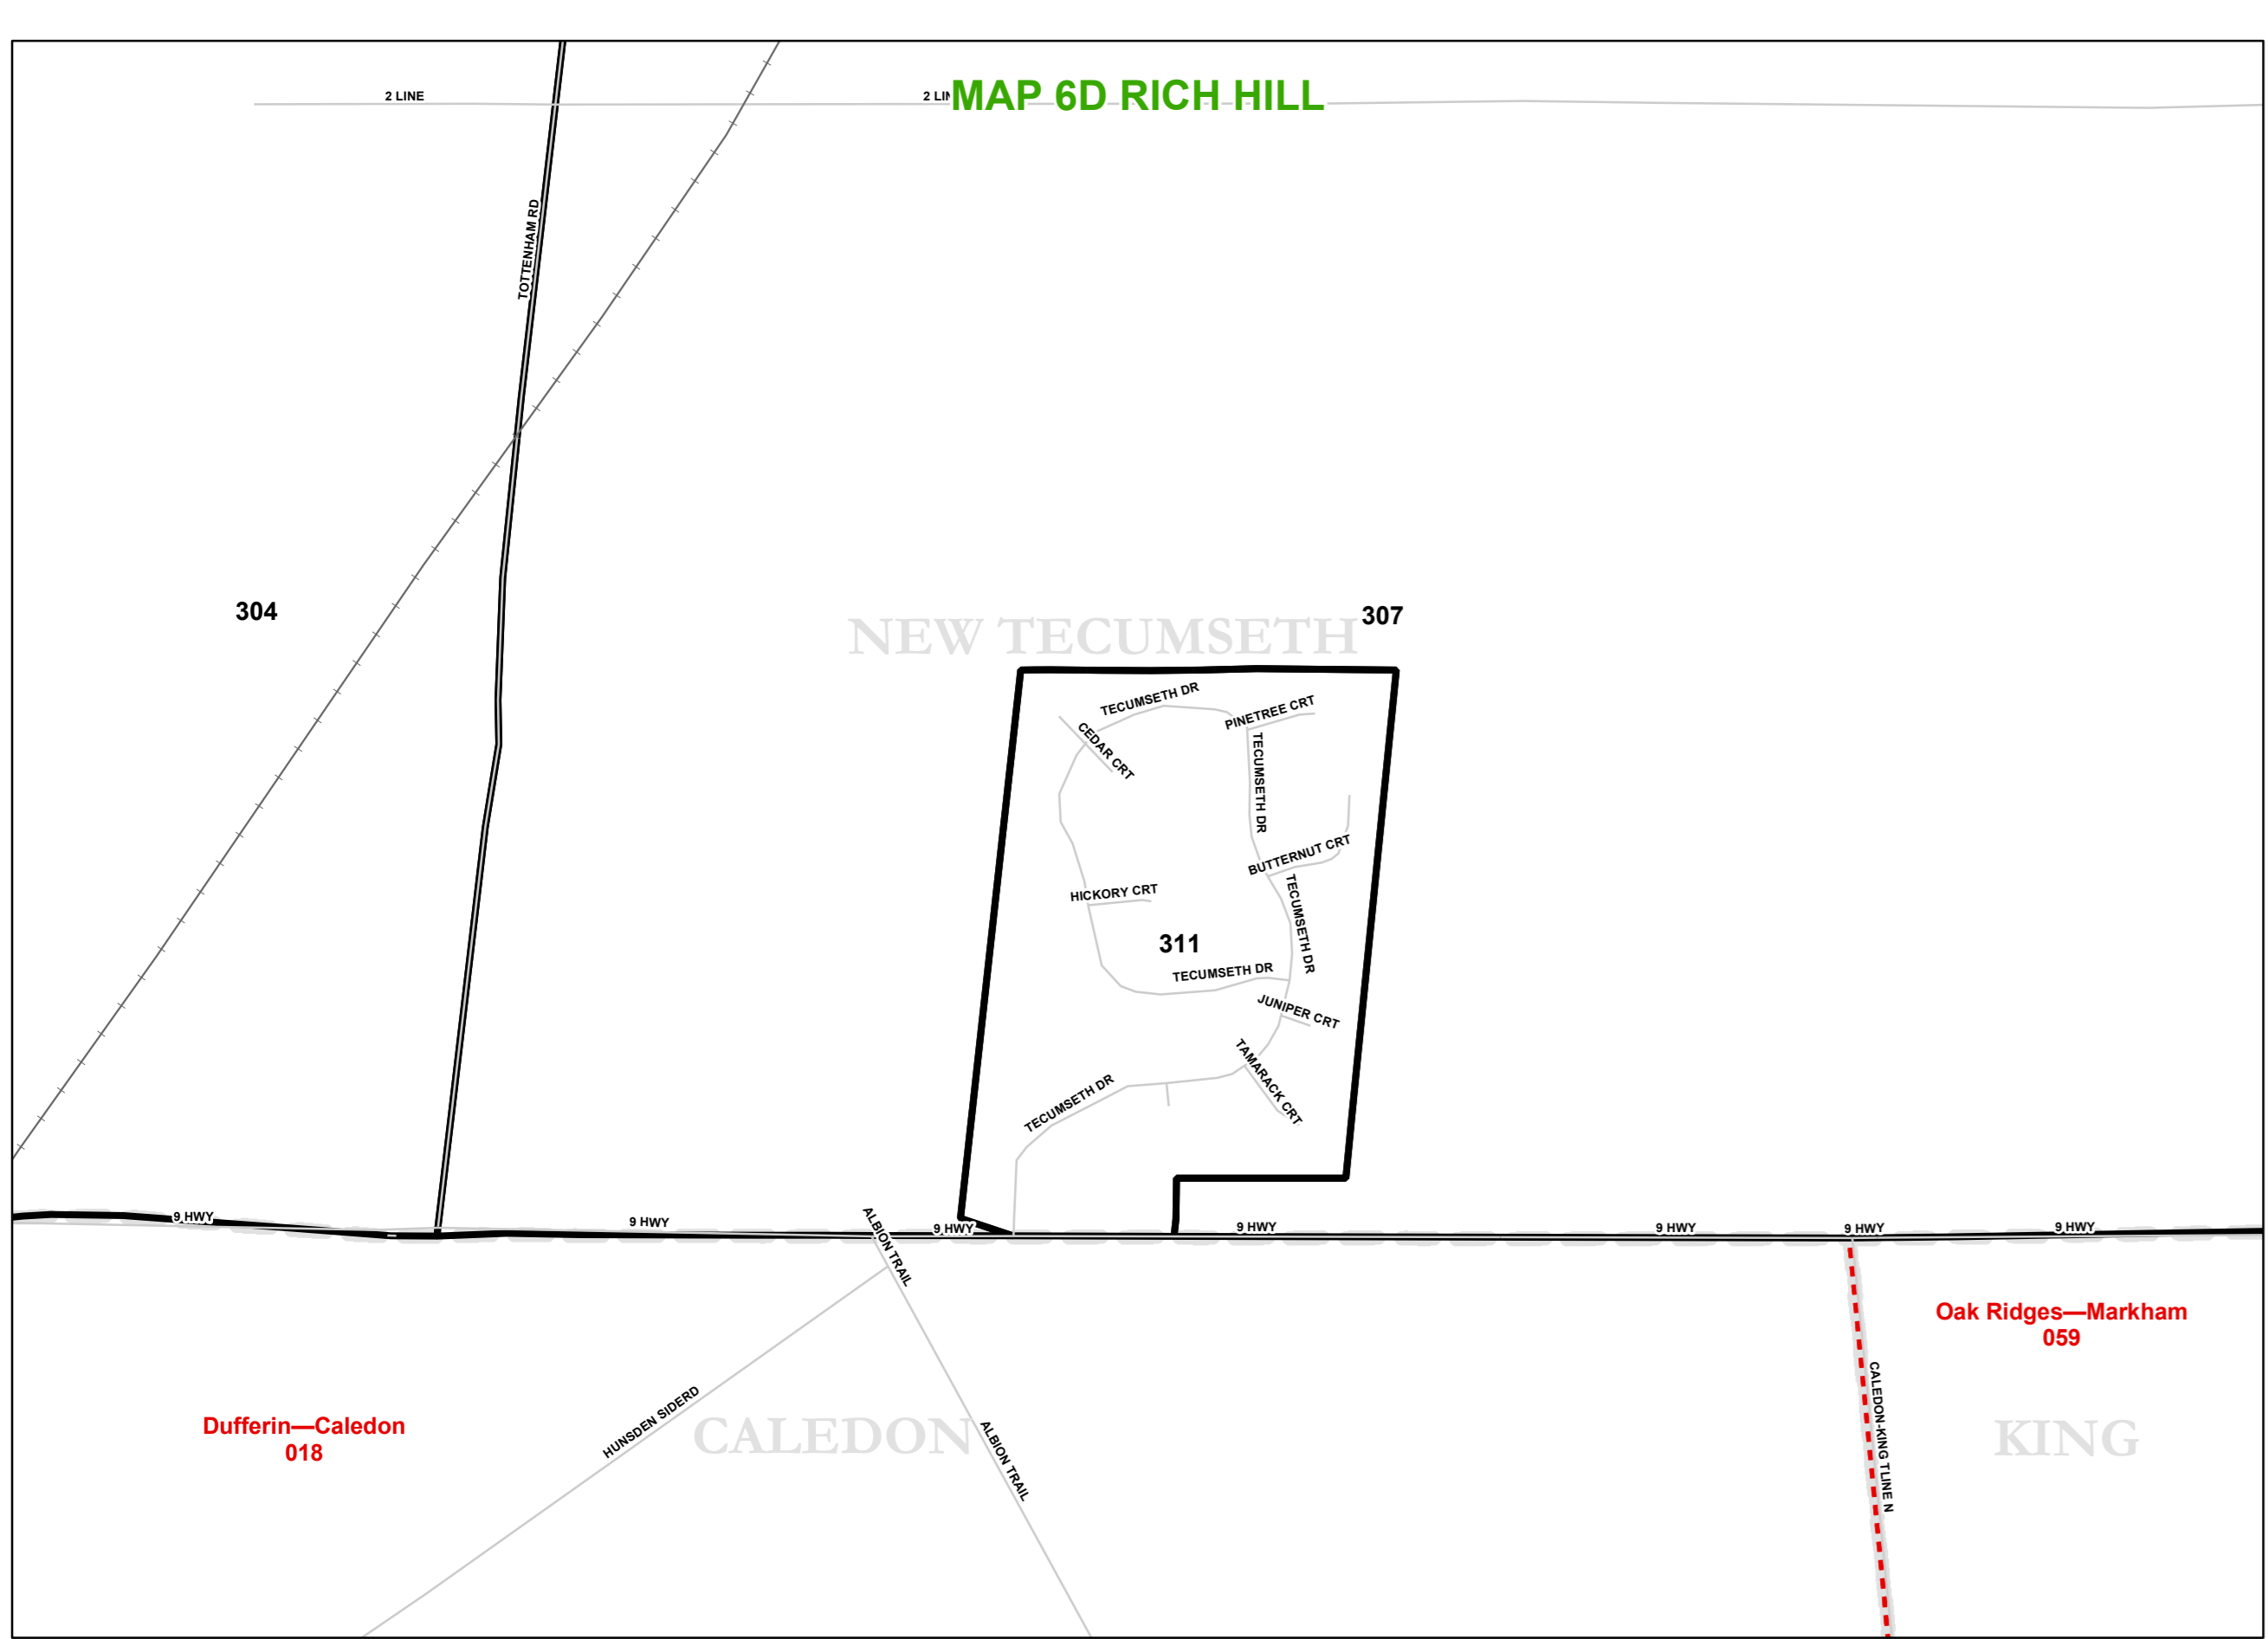 2 LINE
2 LIN
MAP 6D RICH HILL
TOTTENHAM RD
304
NEW TECUMSETH
307
TECUMSETH DR
PINETREE CRT
CEDAR CRT
TECUMSETH DR
BUTTERNUT CRT
HICKORY CRT
TECUMSETH DR
311
TECUMSETH DR
JUNIPER CRT
TAMARACK CRT
TECUMSETH DR
9 HWY
9 HWY
ALBION TRAIL
9 HWY
9 HWY
9 HWY
9 HWY
9 HWY
Oak Ridges—Markham
059
CALEDON-KING TLINE N
Dufferin—Caledon
018
HUNSDEN SIDERD
CALEDON
ALBION TRAIL
KING